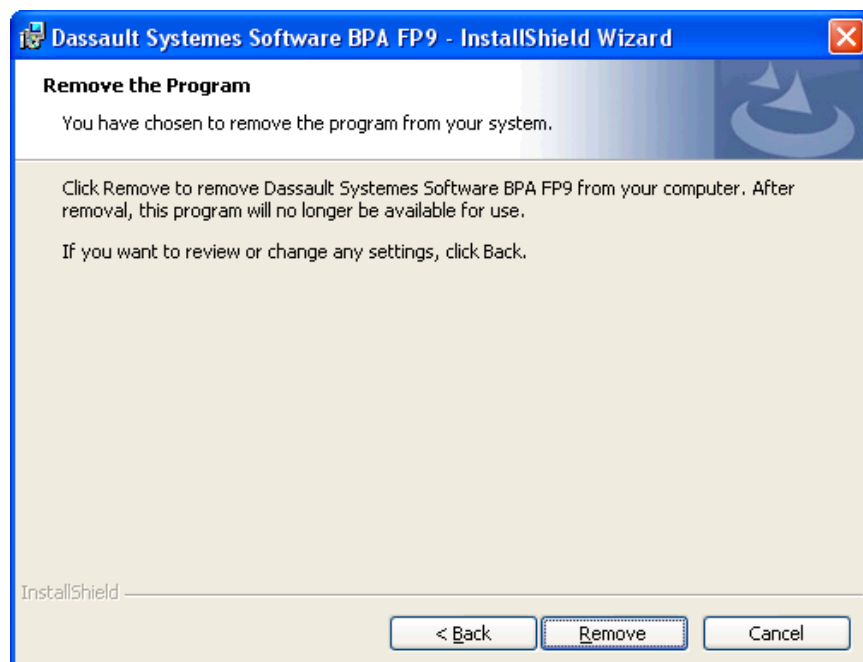 Dassault Systemes Software BPA FP9 - InstallShield Wizard
Remove the Program
You have chosen to remove the program from your system.
Click Remove to remove Dassault Systemes Software BPA FP9 from your computer. After
removal, this program will no longer be available for use.
If you want to review or change any settings, click Back.
InstallShield
< Back
Remove
Cancel